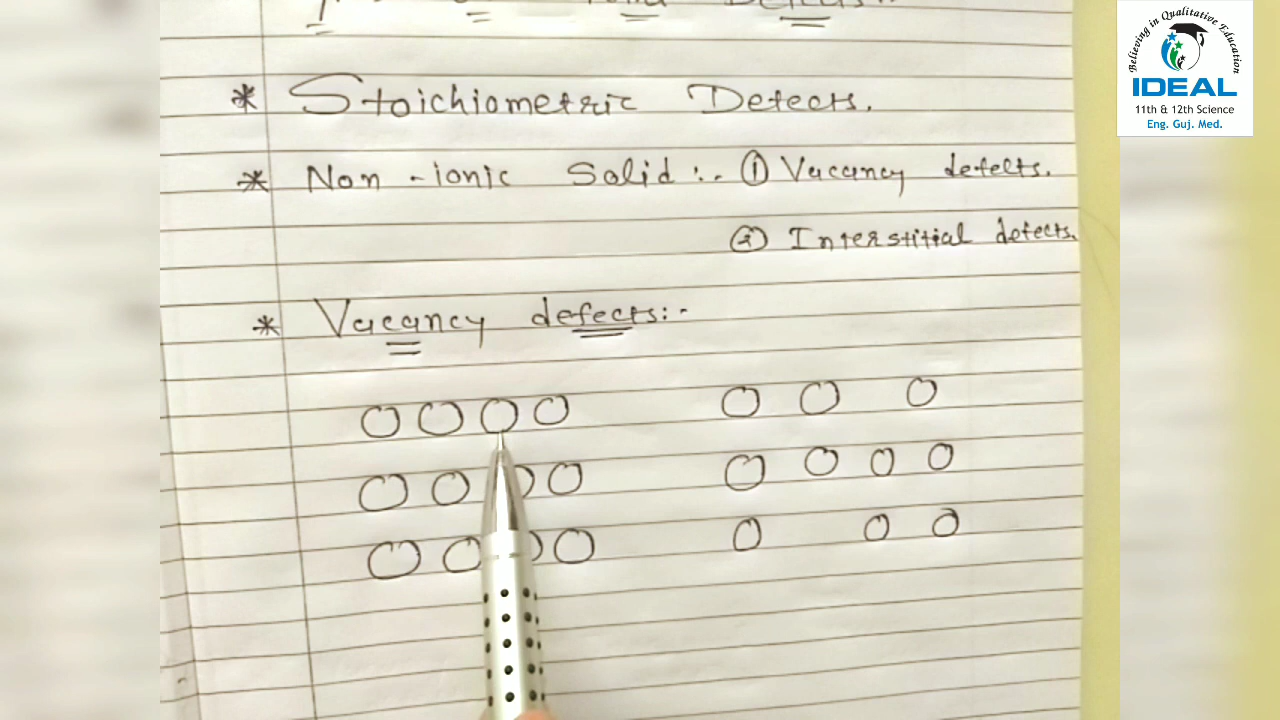 * Stoichiometric Defects.
* Non-ionic Solid:- ① Vacancy defects.
② Interstitial defects.
* Vacancy defects:-
Believing in Qualitative Education
IDEAL
11th & 12th Science
Eng. Guj. Med.